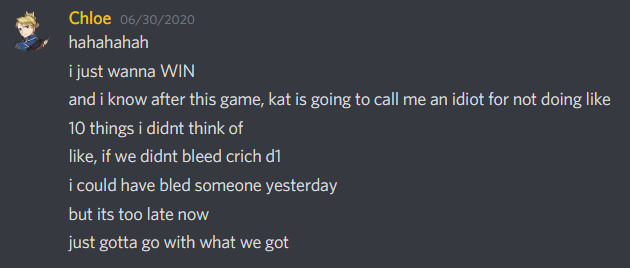 Chloe 06/30/2020
hahahahah
i just wanna WIN
and i know after this game, kat is going to call me an idiot for not doing like
10 things i didnt think of
like, if we didnt bleed crich d1
i could have bled someone yesterday
but its too late now
just gotta go with what we got